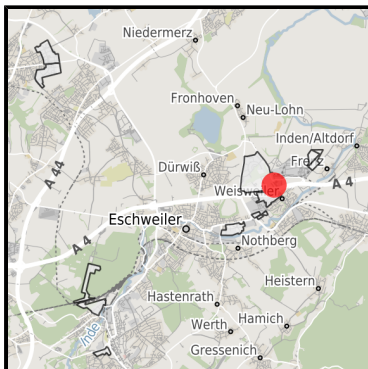 Niedermerz
Fronhoven
Neu-Lohn
Inden/Altdorf
Frenz
Dürwiß
A 44
A 4
Weisweiler
Eschweiler
A 4
Nothberg
Heistern
Hastenrath
Inde
Hamich
Werth
Gressenich